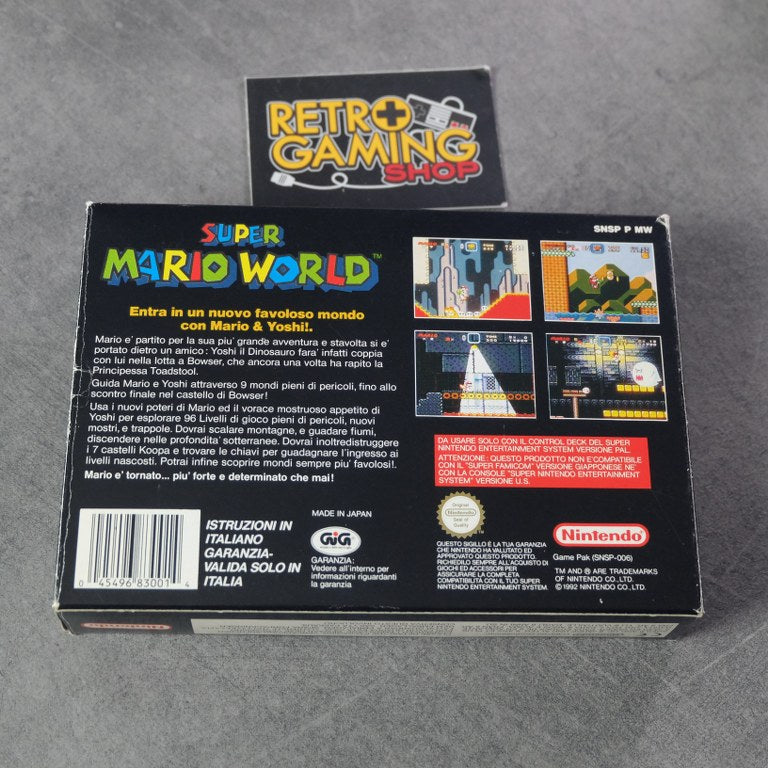 RETRO
GAMING
SHOP
SNSP P MW
SUPER
MARIO WORLD™
Entra in un nuovo favoloso mondo
con Mario & Yoshi!.
Mario e' partito per la sua piu' grande avventura e stavolta si e'
portato dietro un amico: Yoshi il Dinosauro fara' infatti coppia
con lui nella lotta a Bowser, che ancora una volta ha rapito la
Principessa Toadstool.
Guida Mario e Yoshi attraverso 9 mondi pieni di pericoli, fino allo
scontro finale nel castello di Bowser!
Usa i nuovi poteri di Mario ed il vorace mostruoso appetito di
Yoshi per esplorare 96 Livelli di gioco pieni di pericoli, nuovi
mostri, e trappole. Dovrai scalare montagne, e guadare fiumi,
discendere nelle profondita' sotterranee. Dovrai inoltredistruggere
i 7 castelli Koopa e trovare le chiavi per guadagnare l'ingresso ai
livelli nascosti. Potrai infine scoprire mondi sempre piu' favolosi!.
Mario e' tornato... piu' forte e determinato che mai!
DA USARE SOLO CON IL CONTROL DECK DEL SUPER
NINTENDO ENTERTAINMENT SYSTEM VERSIONE PAL.
ATTENZIONE: QUESTO PRODOTTO NON E'COMPATIBILE
CON IL "SUPER FAMICOM" VERSIONE GIAPPONESE NE'
CON LA CONSOLE "SUPER NINTENDO ENTERTAINMENT
SYSTEM" VERSIONE U.S.
0 45496 83001 4
ISTRUZIONI IN
ITALIANO
GARANZIA-
VALIDA SOLO IN
ITALIA
MADE IN JAPAN
GiG
GARANZIA:
Vedere all'interno per
informazioni riguardanti
la garanzia
Original
Nintendo
Seal of
Quality
QUESTO SIGILLO È LA TUA GARANZIA
CHE NINTENDO HA VALUTATO ED
APPROVATO QUESTO PRODOTTO.
RICHIEDILO SEMPRE ALL'ACQUISTO DI
GIOCHI ED ACCESSORI PER
ASSICURARE LA COMPLETA
COMPATIBILITÀ CON IL TUO SUPER
NINTENDO ENTERTAINMENT SYSTEM.
Nintendo®
Game Pak (SNSP-006)
TM AND ® ARE TRADEMARKS
OF NINTENDO CO., LTD.
© 1992 NINTENDO CO., LTD.
Nintendo